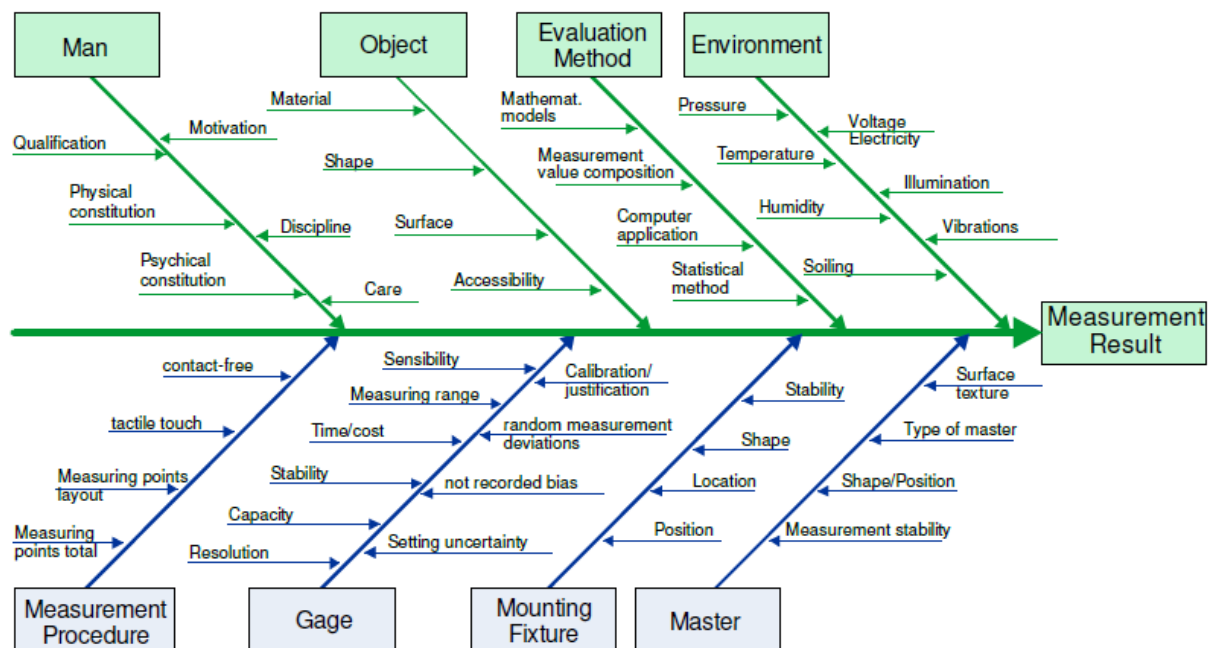 Man
Object
Evaluation
Method
Environment
Material
Mathemat.
models
Pressure
Voltage
Electricity
Motivation
Qualification
Shape
Measurement
value composition
Temperature
Illumination
Physical
constitution
Discipline
Surface
Computer
application
Humidity
Vibrations
Psychical
constitution
Care
Accessibility
Statistical
method
Soiling
Measurement
Result
contact-free
Sensibility
Calibration/
justification
Stability
Surface
texture
Measuring range
tactile touch
Time/cost
random measurement
deviations
Shape
Type of master
Measuring points
layout
Stability
not recorded bias
Location
Shape/Position
Capacity
Measuring
points total
Resolution
Setting uncertainty
Position
Measurement stability
Measurement
Procedure
Gage
Mounting
Fixture
Master